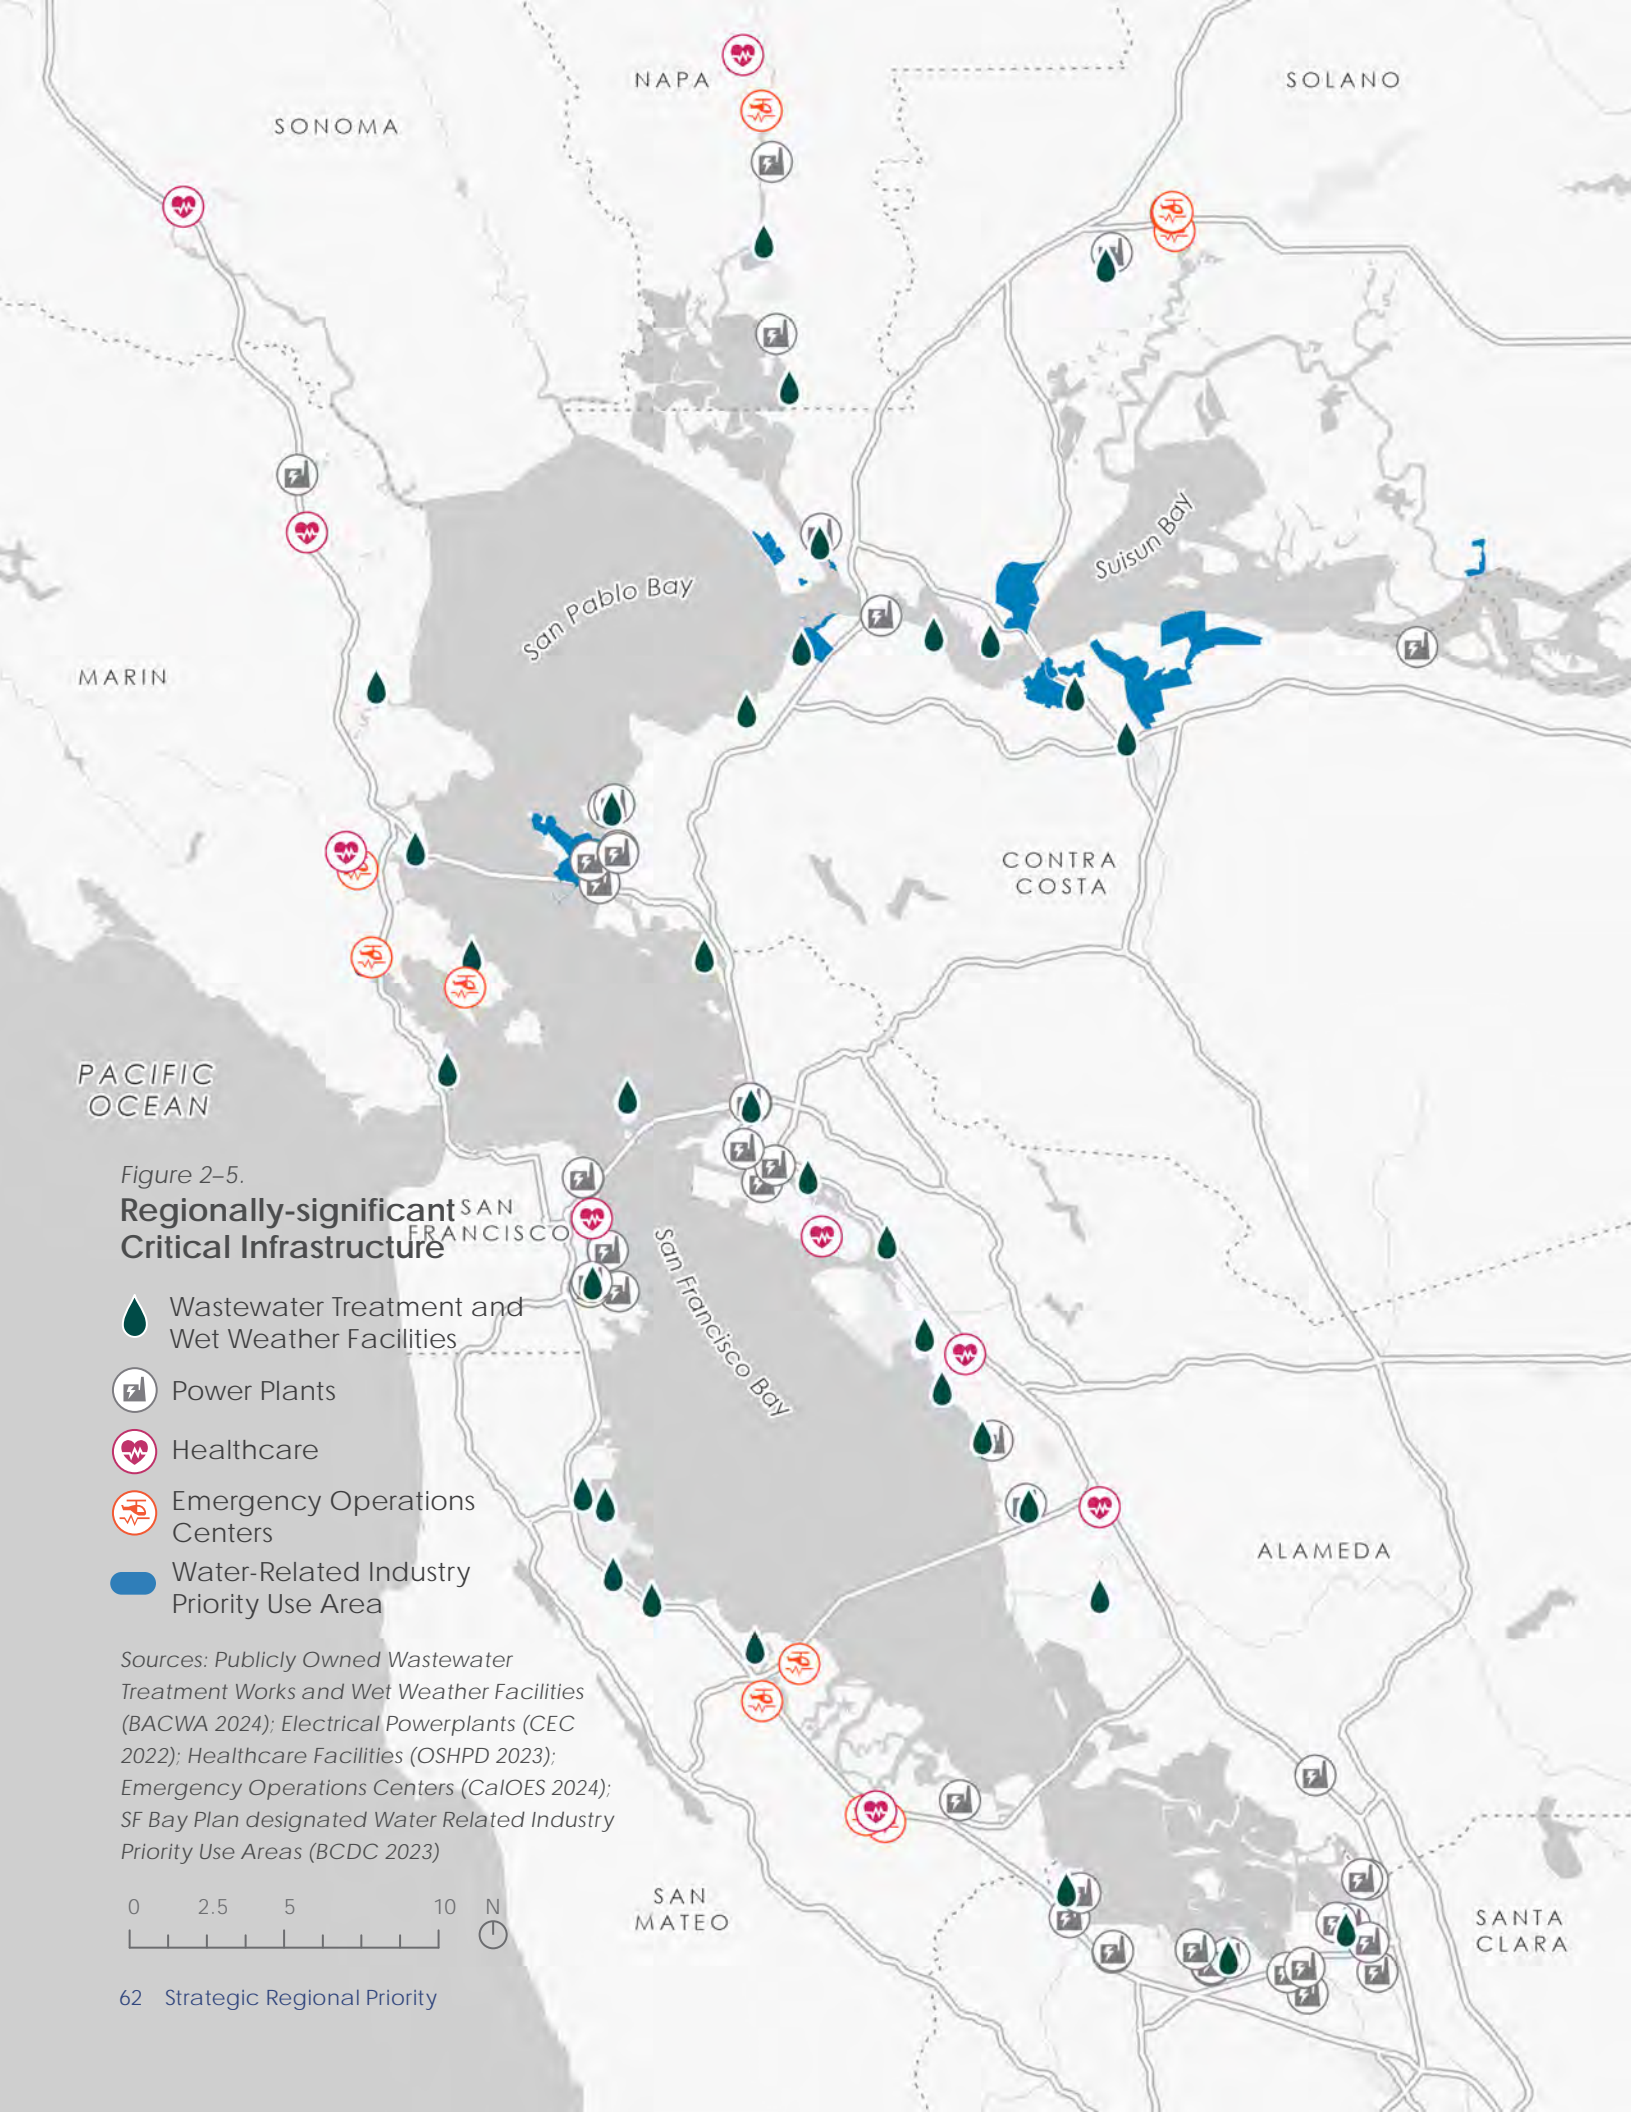 NAPA
SOLANO
SONOMA
Suisun Bay
San Pablo Bay
MARIN
CONTRA
COSTA
PACIFIC
OCEAN
Figure 2–5.
Regionally-significant
Critical Infrastructure
SAN
FRANCISCO
San Francisco Bay
Wastewater Treatment and
Wet Weather Facilities
Power Plants
Healthcare
Emergency Operations
Centers
Water-Related Industry
Priority Use Area
ALAMEDA
Sources: Publicly Owned Wastewater
Treatment Works and Wet Weather Facilities
(BACWA 2024); Electrical Powerplants (CEC
2022); Healthcare Facilities (OSHPD 2023);
Emergency Operations Centers (CalOES 2024);
SF Bay Plan designated Water Related Industry
Priority Use Areas (BCDC 2023)
0 2.5 5 10 N
SAN
MATEO
SANTA
CLARA
62 Strategic Regional Priority